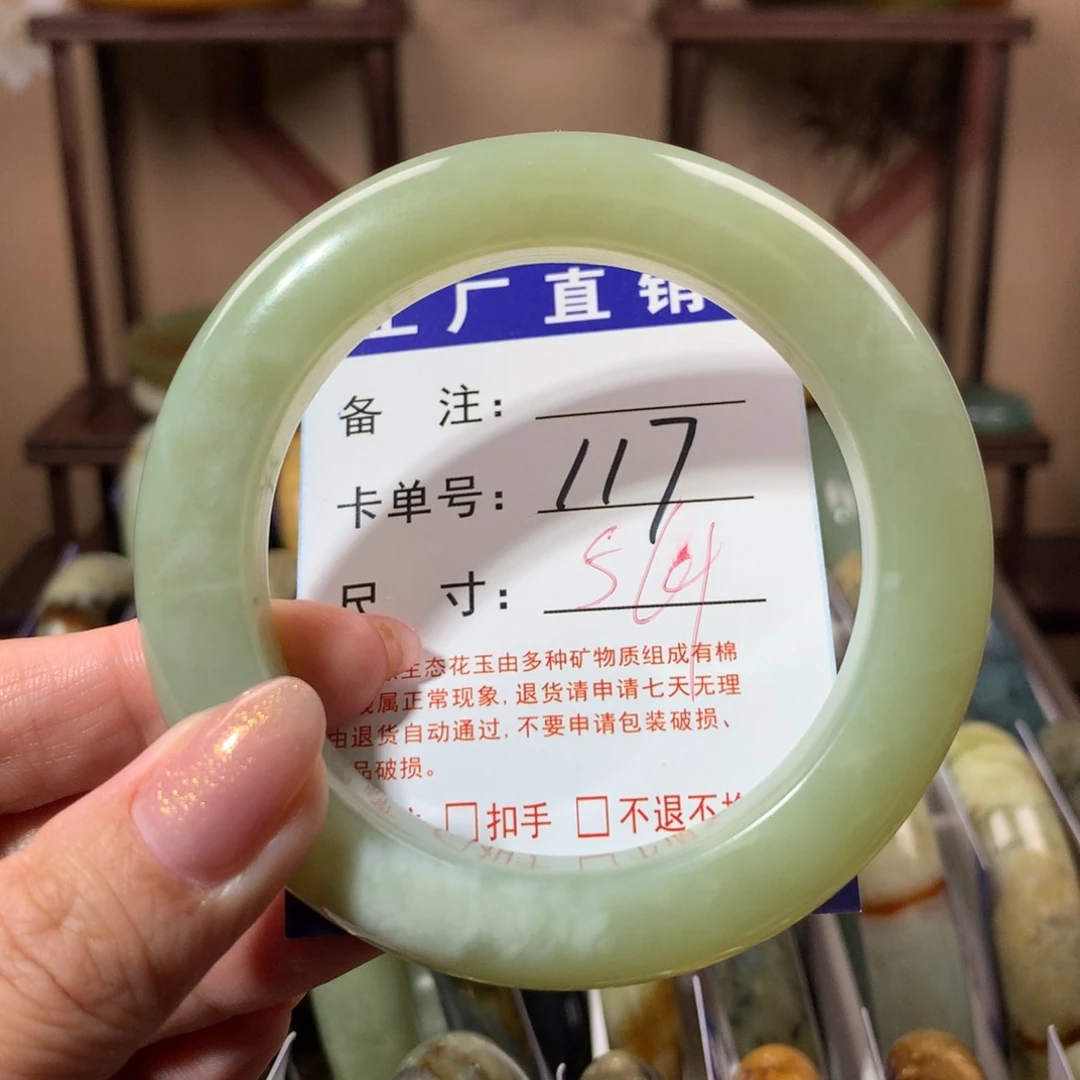 工厂直销
备 注：
卡单号：117
尺 寸：
生态花玉由多种矿物质组成有棉
属正常现象，退货请申请七天无理
由退货自动通过，不要申请包装破损、
品破损。
□扣手 □不退不换